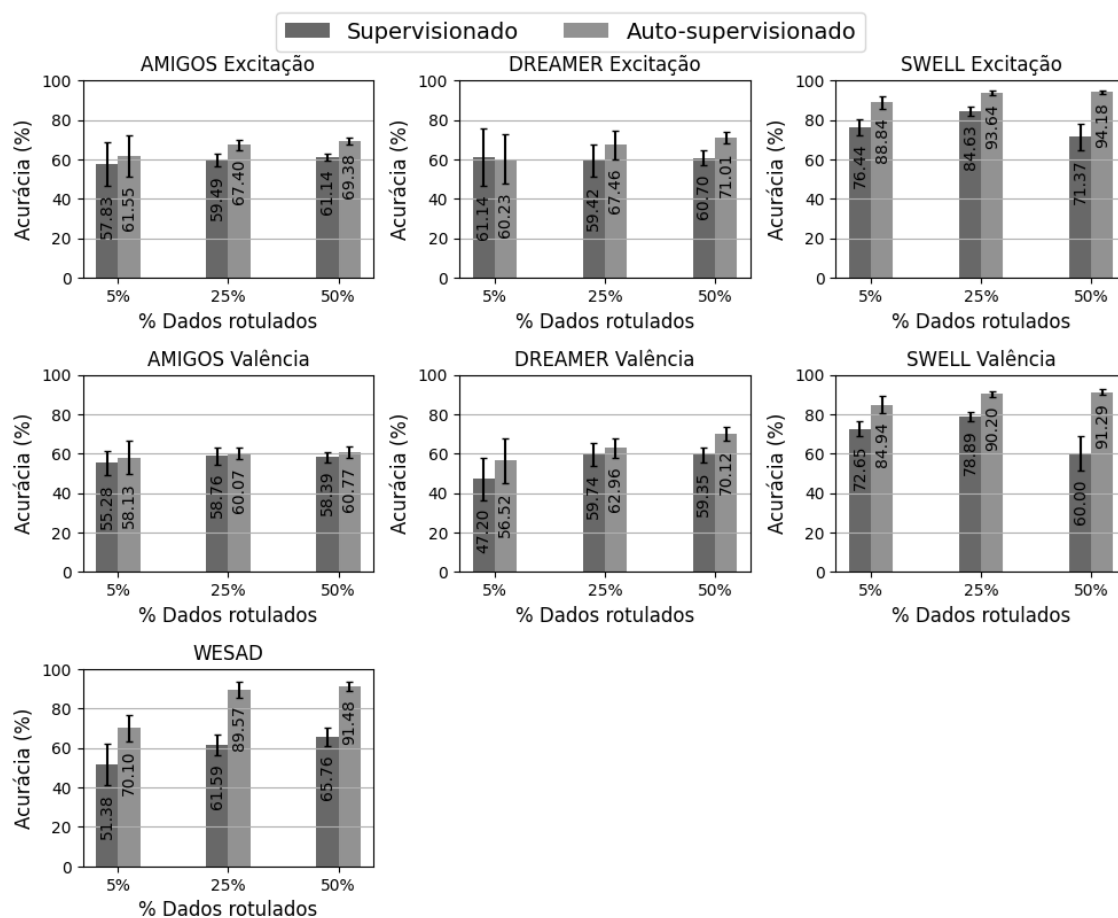 Supervisionado Auto-supervisionado
AMIGOS Excitação
Acurácia (%)
100
80
60
40
20
0
57.83
61.55
59.49
67.40
61.14
69.38
5% 25% 50%
% Dados rotulados
DREAMER Excitação
Acurácia (%)
100
80
60
40
20
0
61.14
60.23
59.42
67.46
60.70
71.01
5% 25% 50%
% Dados rotulados
SWELL Excitação
Acurácia (%)
100
80
60
40
20
0
76.44
88.84
84.63
93.64
71.37
94.18
5% 25% 50%
% Dados rotulados
AMIGOS Valência
Acurácia (%)
100
80
60
40
20
0
55.28
58.13
58.76
60.07
58.39
60.77
5% 25% 50%
% Dados rotulados
DREAMER Valência
Acurácia (%)
100
80
60
40
20
0
47.20
56.52
59.74
62.96
59.35
70.12
5% 25% 50%
% Dados rotulados
SWELL Valência
Acurácia (%)
100
80
60
40
20
0
72.65
84.94
78.89
90.20
60.00
91.29
5% 25% 50%
% Dados rotulados
WESAD
Acurácia (%)
100
80
60
40
20
0
51.38
70.10
61.59
89.57
65.76
91.48
5% 25% 50%
% Dados rotulados